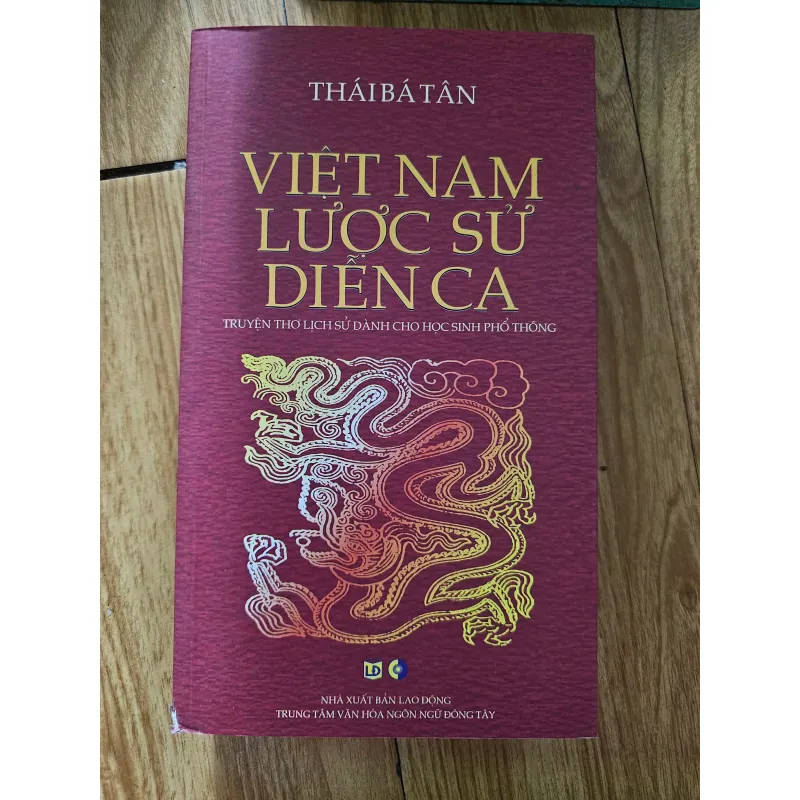 THÁI BÁ TÂN
VIỆT NAM
LƯỢC SỬ
DIỄN CA
TRUYỆN THƠ LỊCH SỬ DÀNH CHO HỌC SINH PHỔ THÔNG
LĐ
NHÀ XUẤT BẢN LAO ĐỘNG
TRUNG TÂM VĂN HÓA NGÔN NGỮ ĐÔNG TÂY